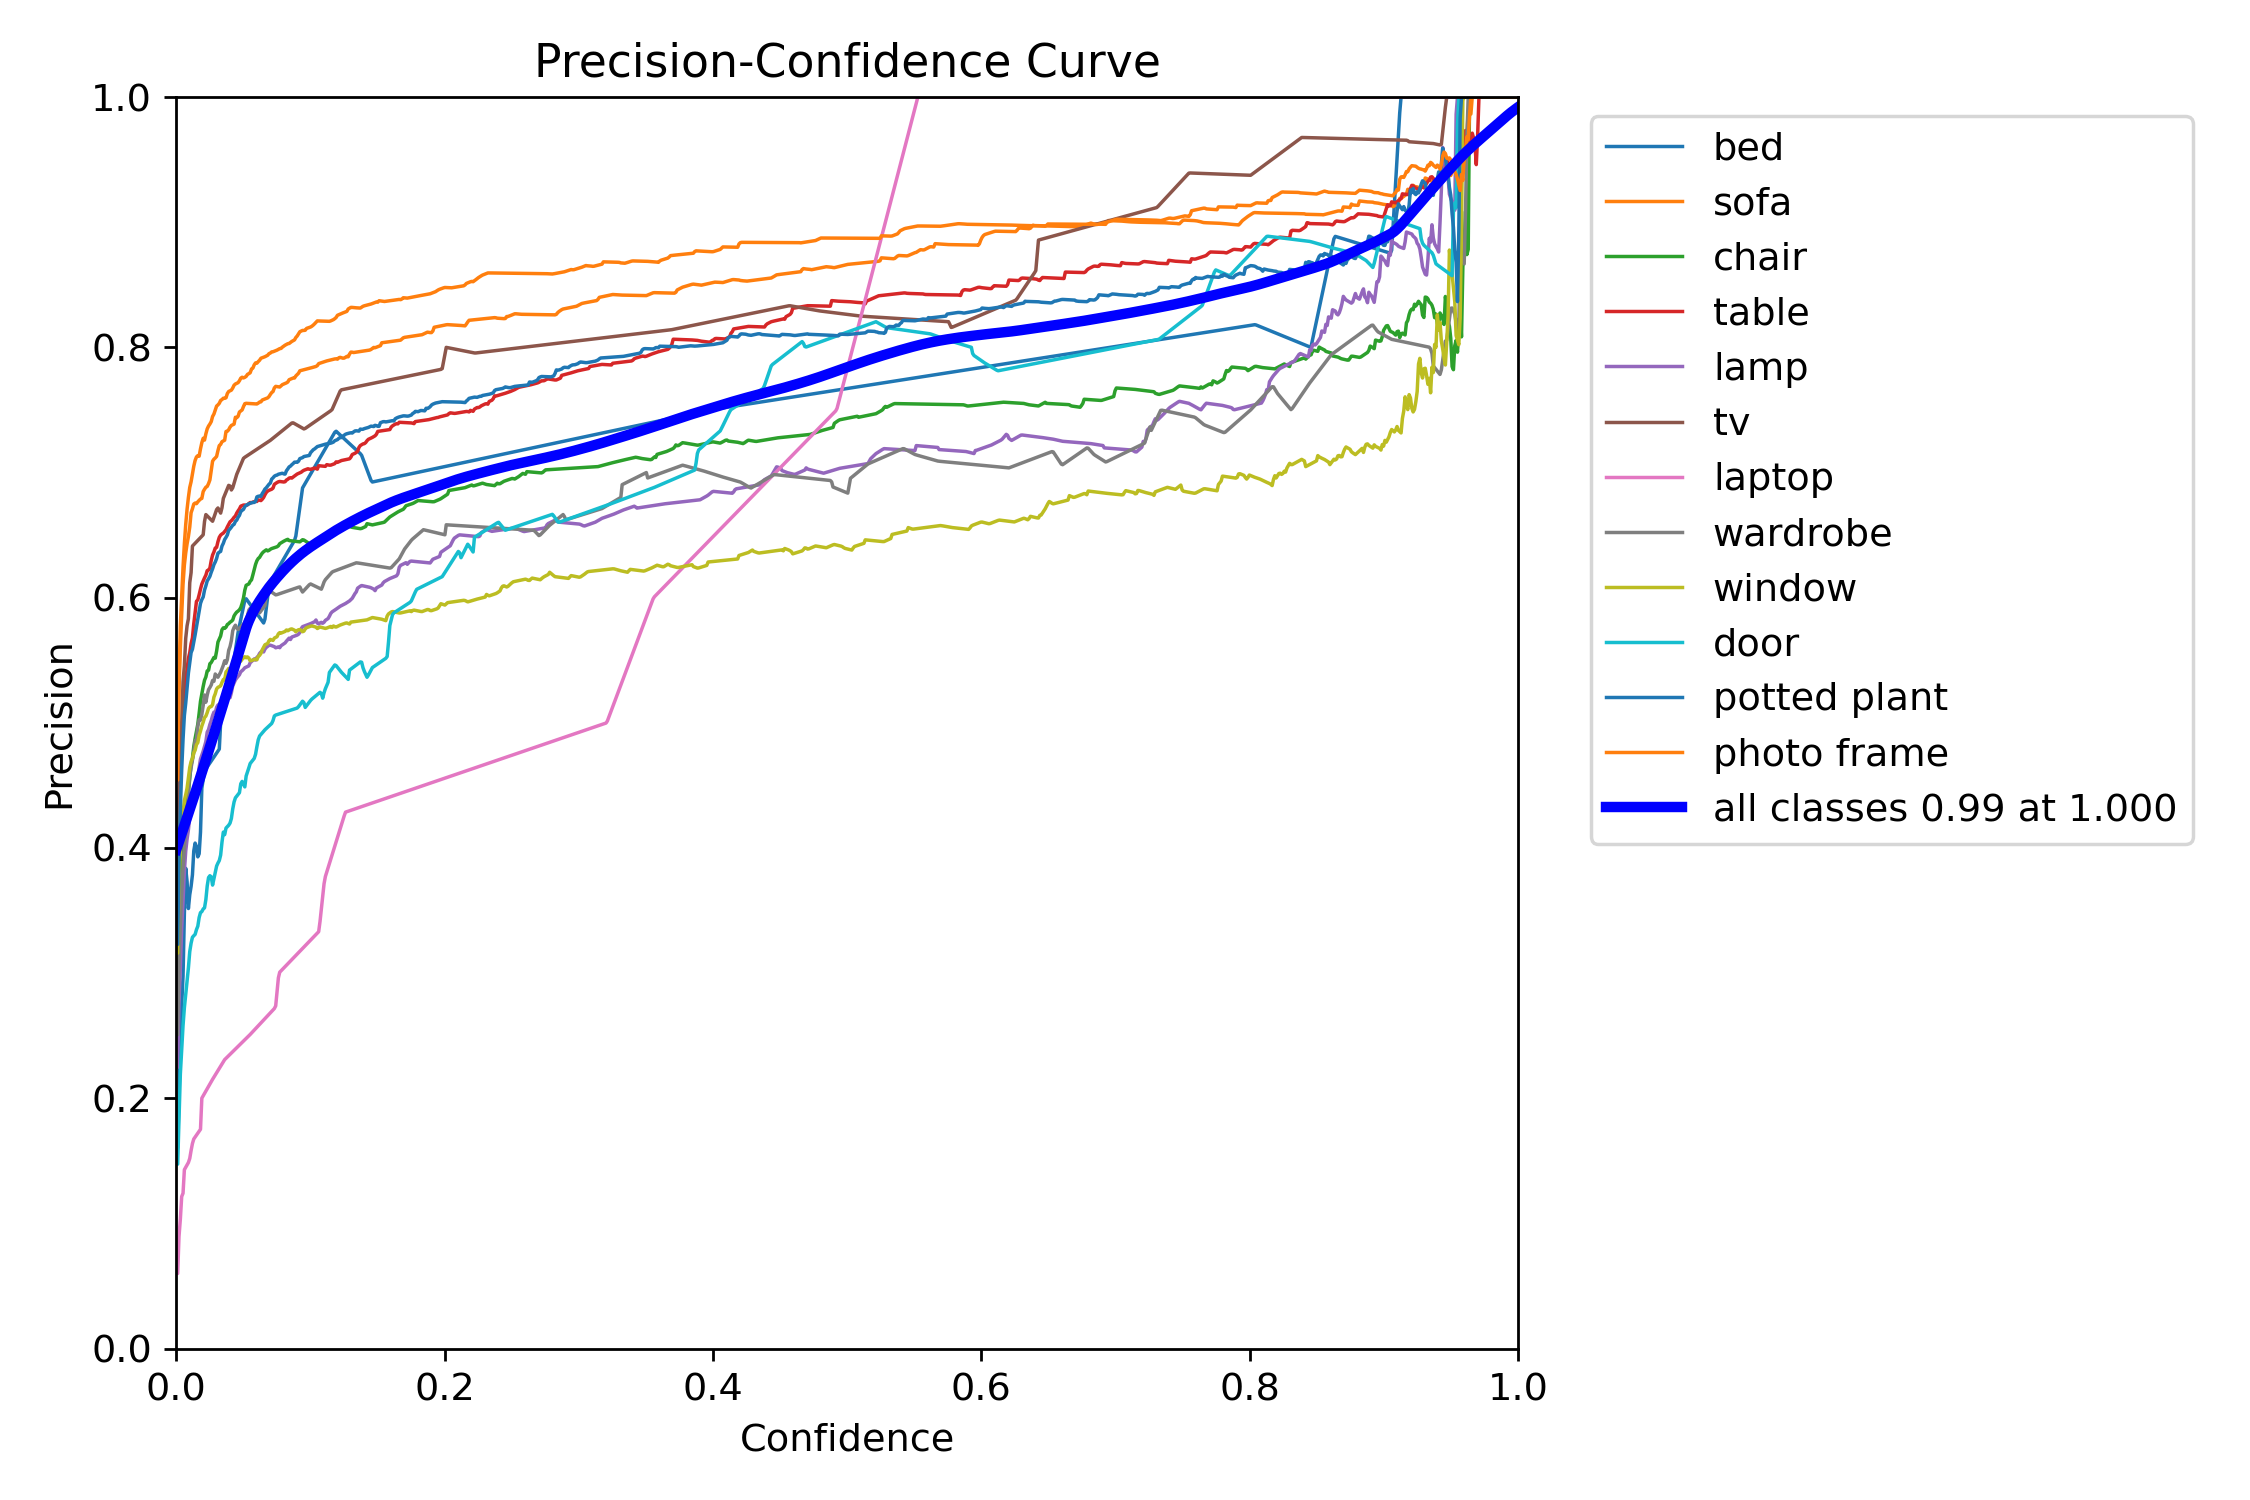 Precision-Confidence Curve
1.0
0.8
0.6
0.4
0.2
0.0
Precision
0.0 0.2 0.4 0.6 0.8 1.0
Confidence
bed
sofa
chair
table
lamp
tv
laptop
wardrobe
window
door
potted plant
photo frame
all classes 0.99 at 1.000